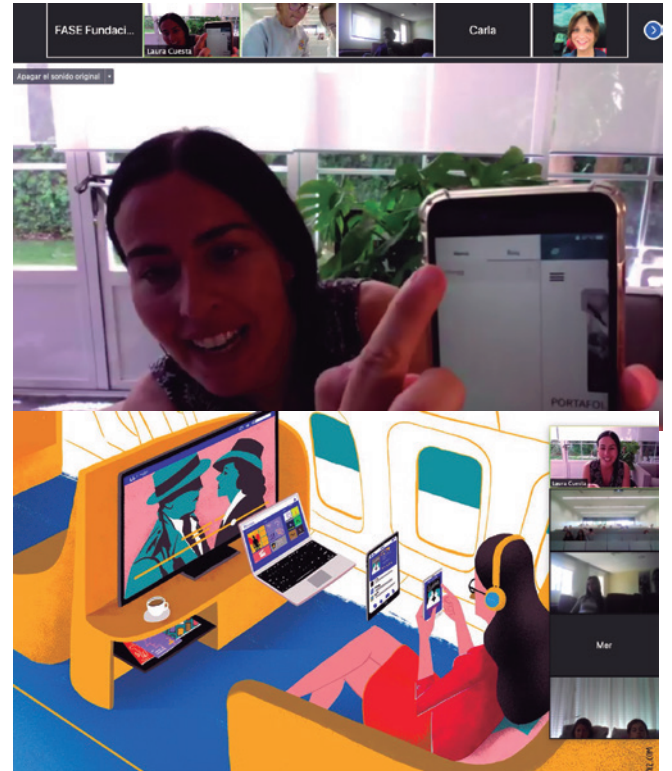 FASE Fundaci...
Carla
Laura Cuesta
Apagar el sonido original
PORTAFOL
Laura Cuesta
Mer